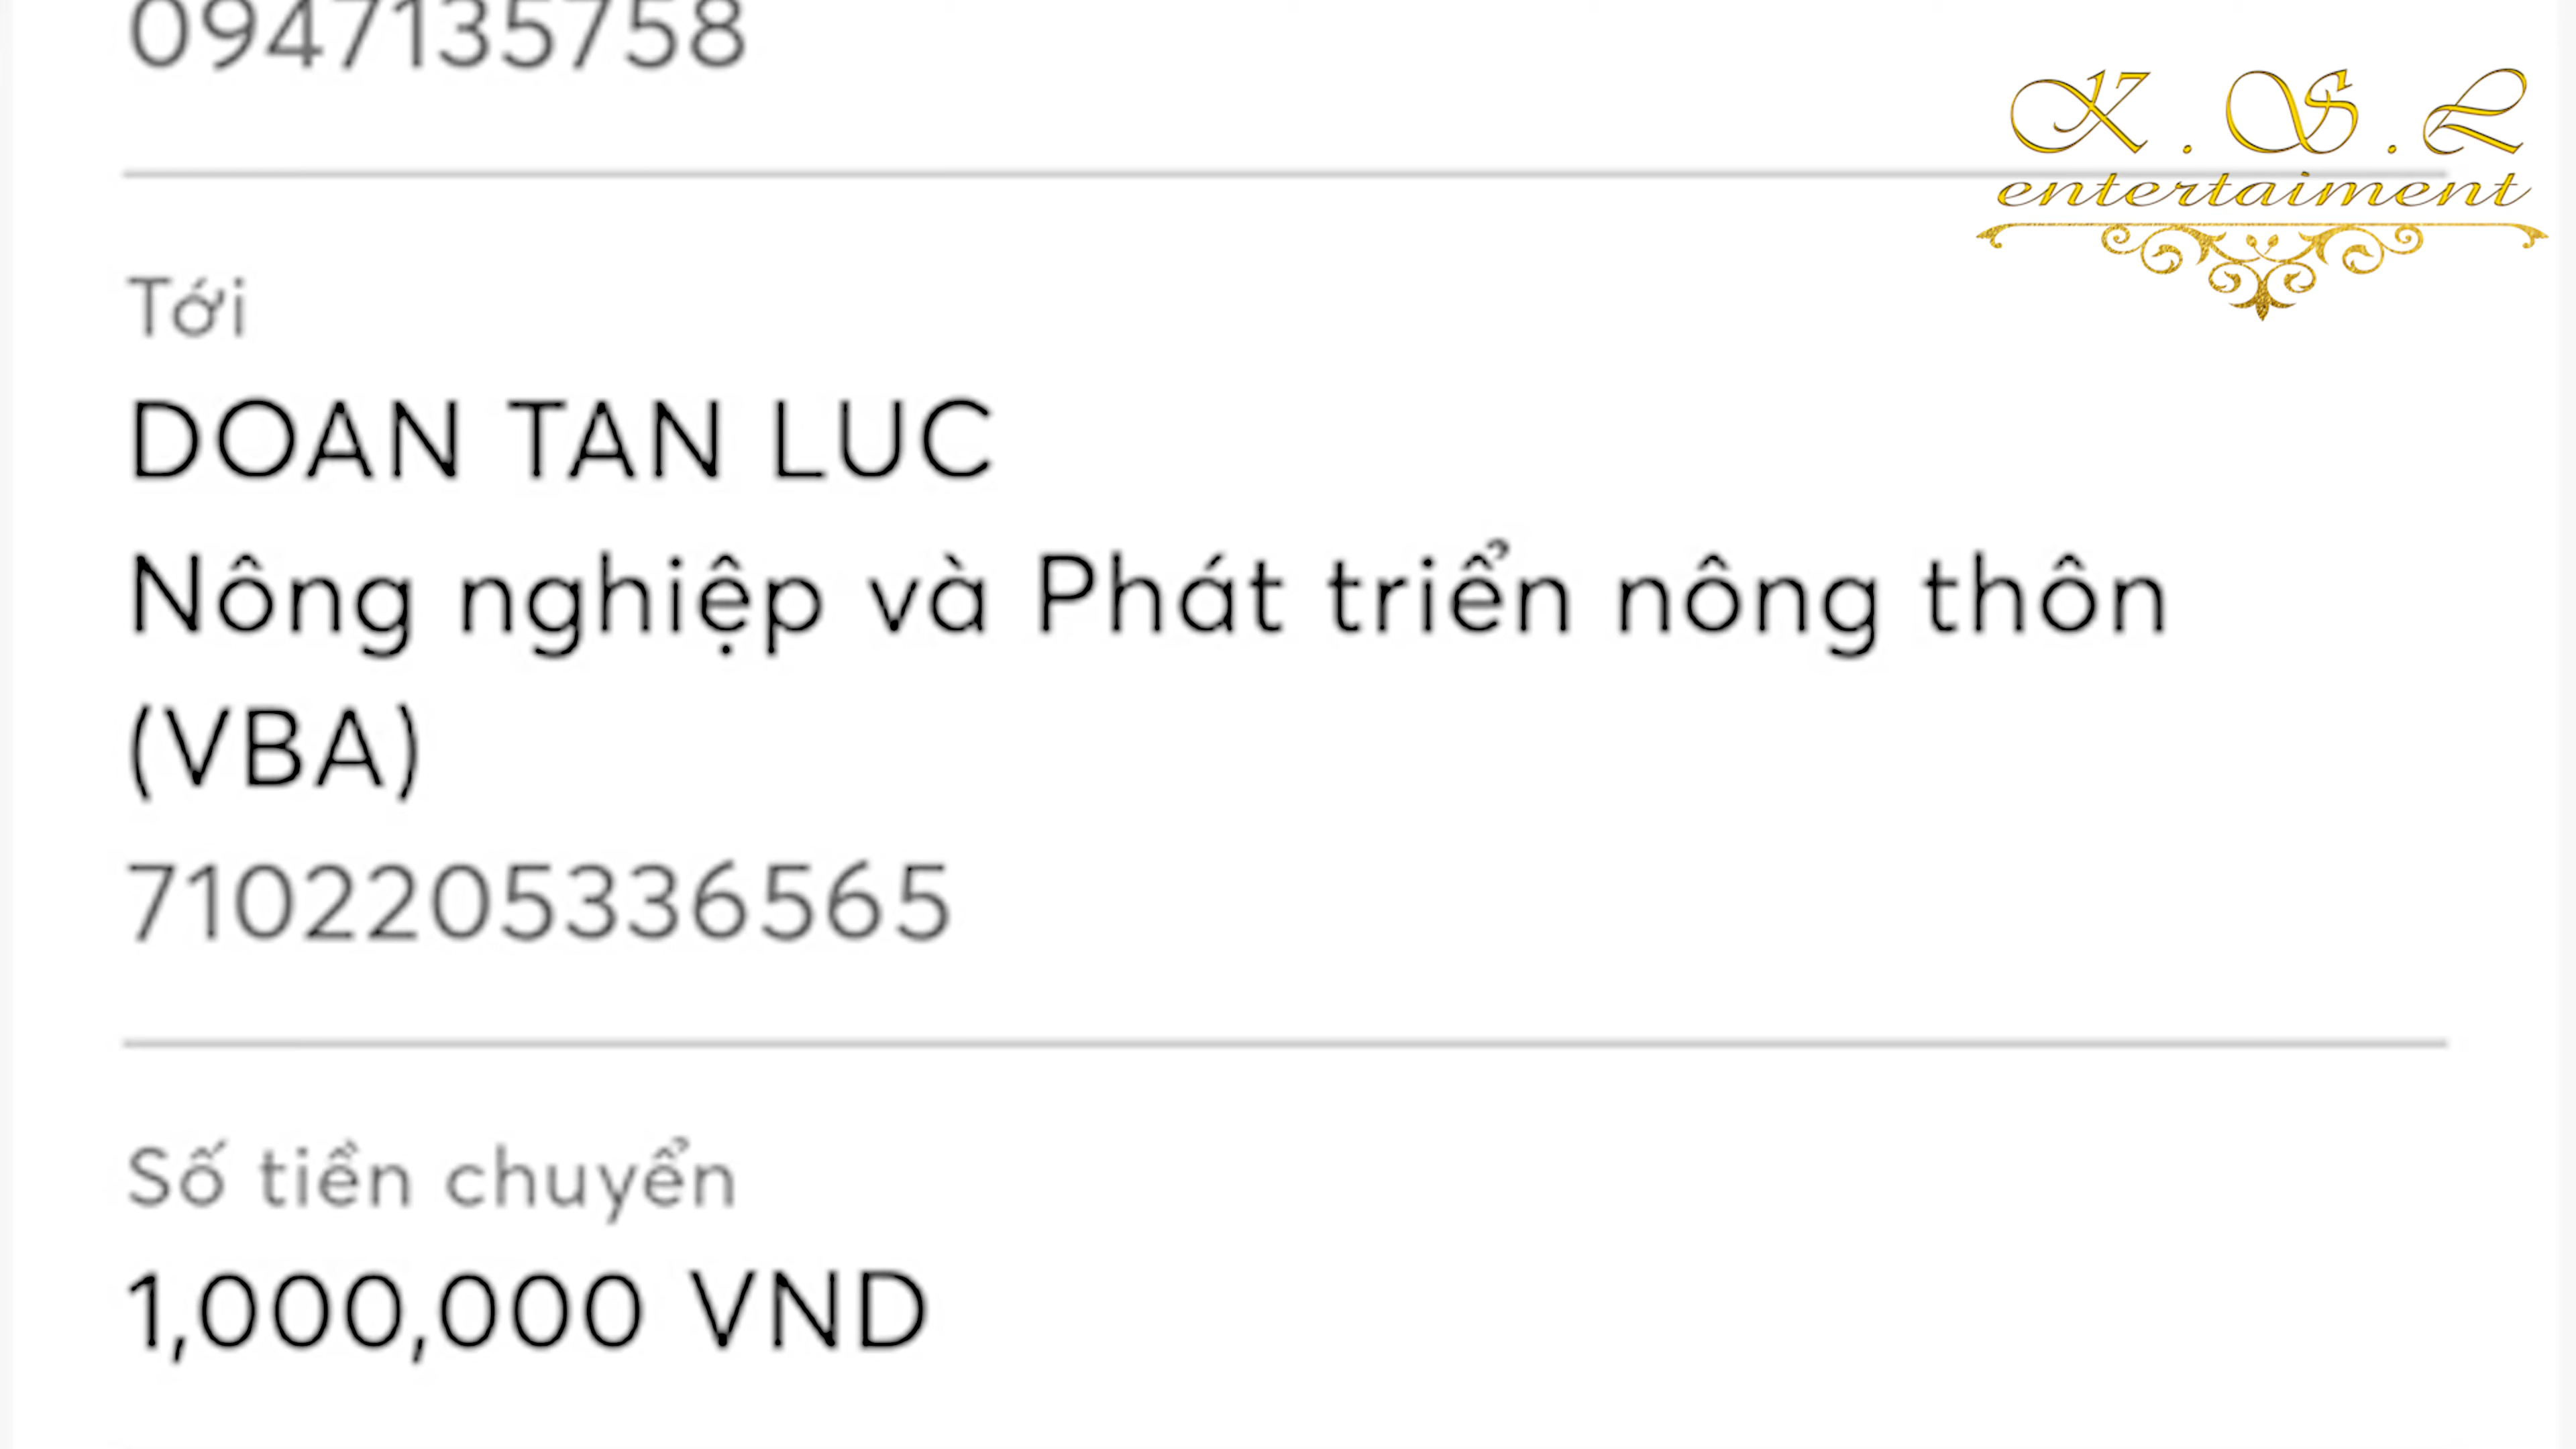 0947135758
K . S . L
entertaiment
Tới
DOAN TAN LUC
Nông nghiệp và Phát triển nông thôn
(VBA)
7102205336565
Số tiền chuyển
1,000,000 VND